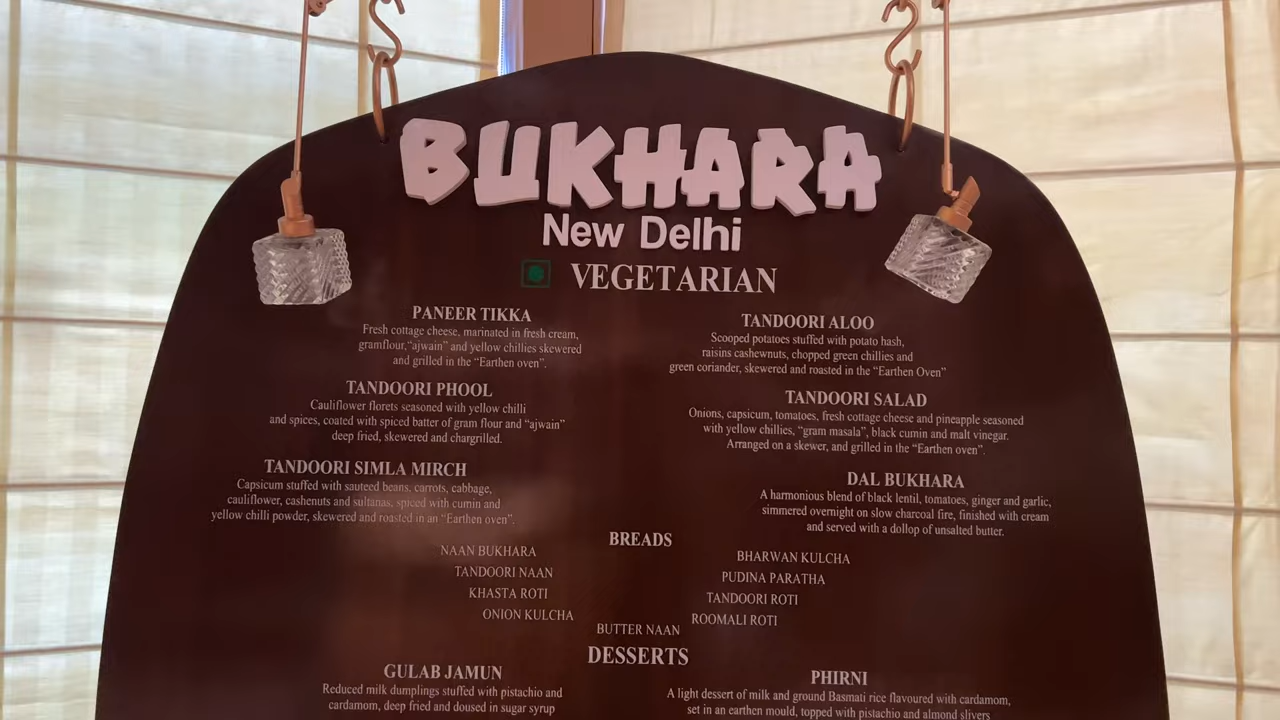 BUKHARA
New Delhi
VEGETARIAN
PANEER TIKKA
Fresh cottage cheese, marinated in fresh cream,
gramflour,“ajwain” and yellow chillies skewered
and grilled in the “Earthen oven”.
TANDOORI PHOOL
Cauliflower florets seasoned with yellow chilli
and spices, coated with spiced batter of gram flour and “ajwain”
deep fried, skewered and chargrilled.
TANDOORI SIMLA MIRCH
Capsicum stuffed with sauteed beans, carrots, cabbage,
cauliflower, cashenuts and sultanas, spiced with cumin and
yellow chilli powder, skewered and roasted in an “Earthen oven”.
TANDOORI ALOO
Scooped potatoes stuffed with potato hash,
raisins cashewnuts, chopped green chillies and
green coriander, skewered and roasted in the “Earthen Oven”
TANDOORI SALAD
Onions, capsicum, tomatoes, fresh cottage cheese and pineapple seasoned
with yellow chillies, “gram masala”, black cumin and malt vinegar.
Arranged on a skewer, and grilled in the “Earthen oven”.
DAL BUKHARA
A harmonious blend of black lentil, tomatoes, ginger and garlic,
simmered overnight on slow charcoal fire, finished with cream
and served with a dollop of unsalted butter.
BREADS
NAAN BUKHARA
TANDOORI NAAN
KHASTA ROTI
ONION KULCHA
BHARWAN KULCHA
PUDINA PARATHA
TANDOORI ROTI
ROOMALI ROTI
BUTTER NAAN
DESSERTS
GULAB JAMUN
Reduced milk dumplings stuffed with pistachio and
cardamom, deep fried and doused in sugar syrup
PHIRNI
A light dessert of milk and ground Basmati rice flavoured with cardamom,
set in an earthen mould, topped with pistachio and almond slivers